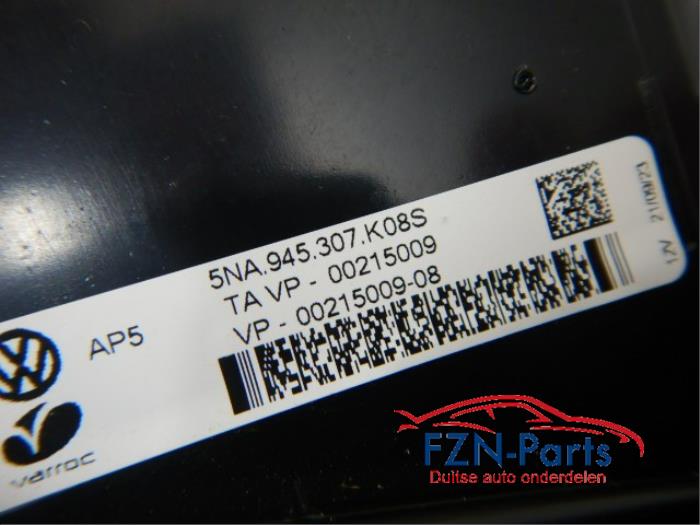 5NA.945.307.K08S
TA VP - 00215009
VP - 00215009-08
AP5
varroc
21/09/23
12V
FZN-Parts
Duitse auto onderdelen